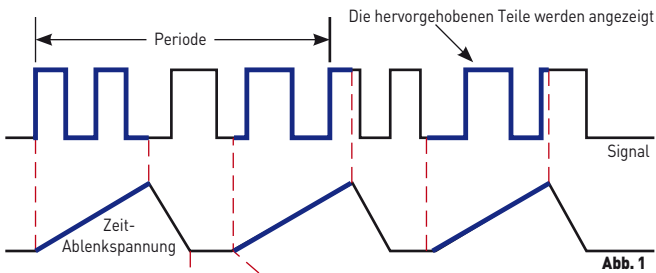 Die hervorgehobenen Teile werden angezeigt
Periode
Signal
Zeit-
Ablenkspannung
Abb. 1